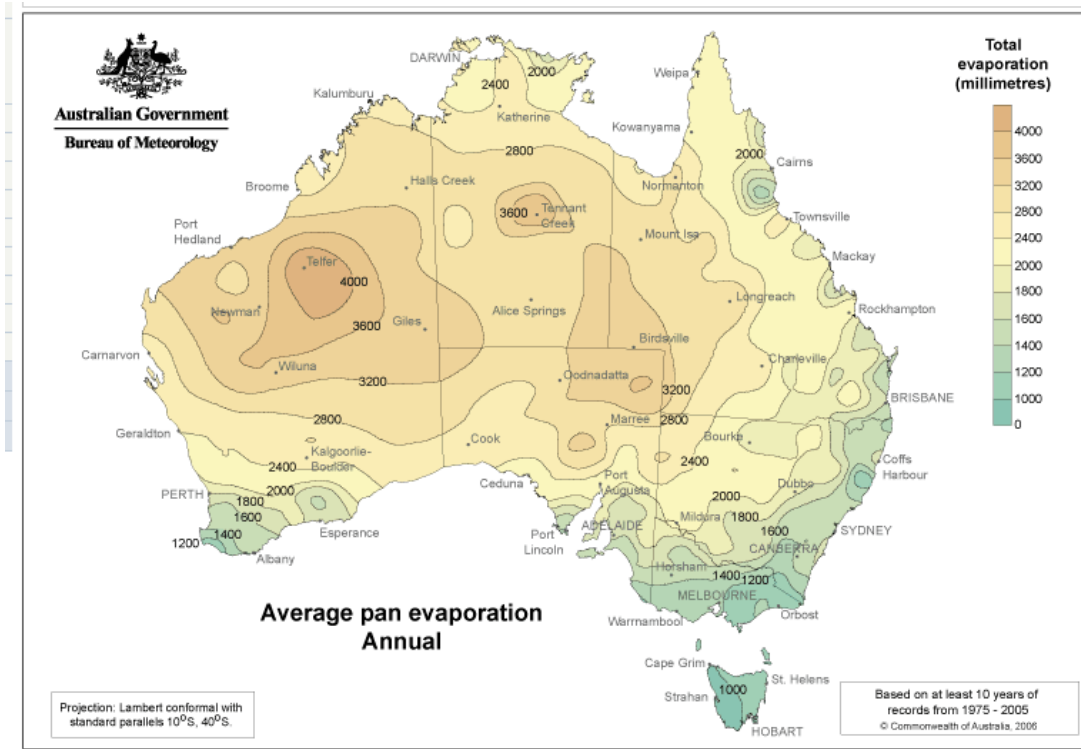 Australian Government
Bureau of Meteorology
Total
evaporation
(millimetres)
4000
3600
3200
2800
2400
2000
1800
1600
1400
1200
1000
0
DARWIN
2000
Weipa
2400
Kalumburu
Katherine
Kowanyama
2800
2000
Cairns
Halls Creek
Broome
Normanton
3600
Tennant
Creek
Townsville
Port
Hedland
Mount Isa
Mackay
Telfer
4000
Longreach
Newman
Alice Springs
Rockhampton
3600
Giles
Birdsville
Carnarvon
Charleville
Wiluna
3200
Oodnadatta
3200
BRISBANE
2800
Marree
2800
Geraldton
Cook
Bourke
Kalgoorlie-
Boulder
2400
2400
Coffs
Harbour
PERTH
2000
Ceduna
Port
Augusta
Dubbo
1800
2000
1600
Mildura
1800
Esperance
ADELAIDE
1600
SYDNEY
1200
1400
Port
Lincoln
CANBERRA
Albany
Horsham
1400
1200
MELBOURNE
Average pan evaporation
Annual
Warrnambool
Orbost
Cape Grim
St. Helens
1000
Strahan
HOBART
Projection: Lambert conformal with
standard parallels 10⁰S, 40⁰S.
Based on at least 10 years of
records from 1975 - 2005
© Commonwealth of Australia, 2006